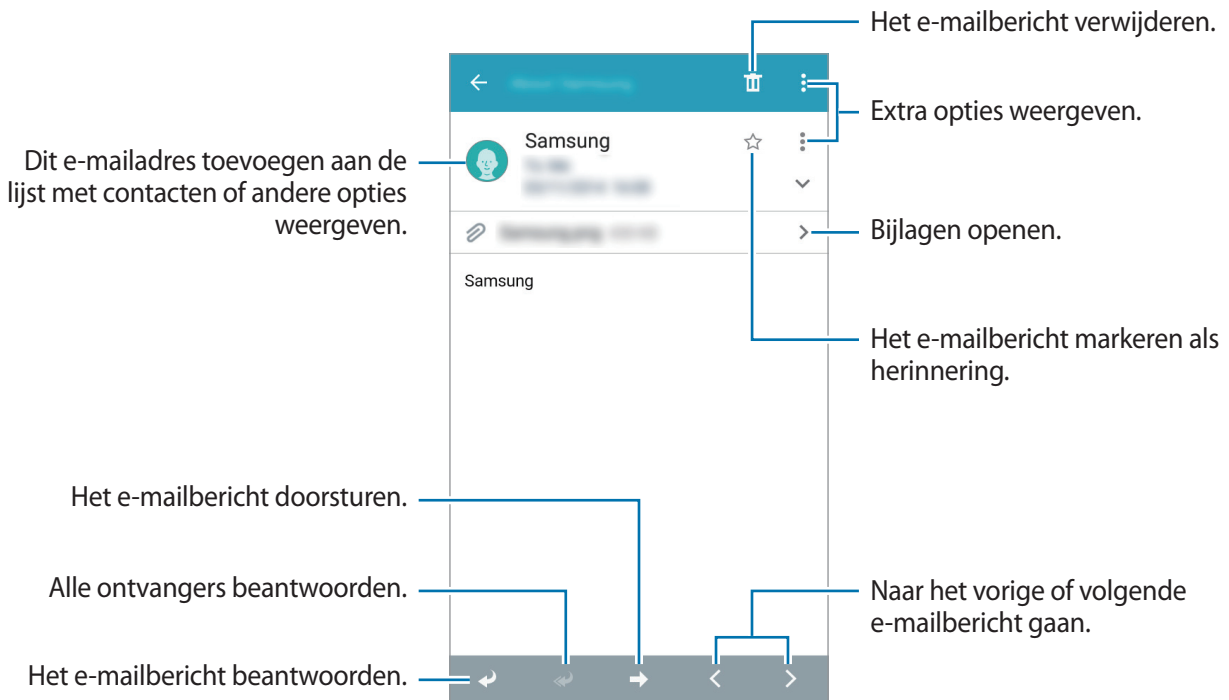 Het e-mailbericht verwijderen.
Extra opties weergeven.
Samsung
Dit e-mailadres toevoegen aan de
lijst met contacten of andere opties
weergeven.
Bijlagen openen.
Samsung
Het e-mailbericht markeren als
herinnering.
Het e-mailbericht doorsturen.
Alle ontvangers beantwoorden.
Naar het vorige of volgende
e-mailbericht gaan.
Het e-mailbericht beantwoorden.